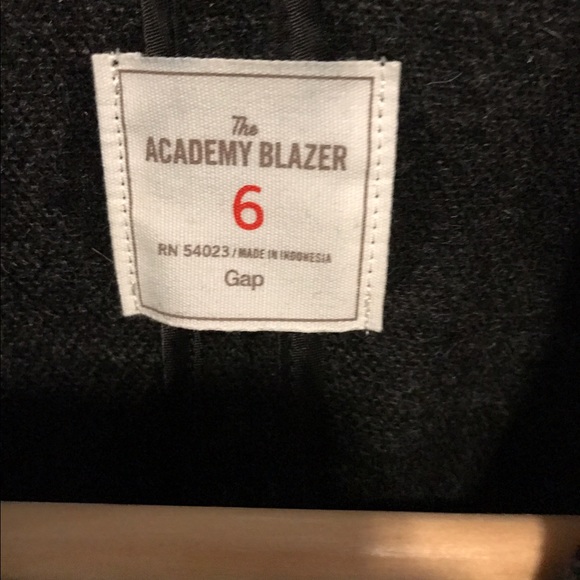 The
ACADEMY BLAZER
6
RN 54023 / MADE IN INDONESIA
Gap